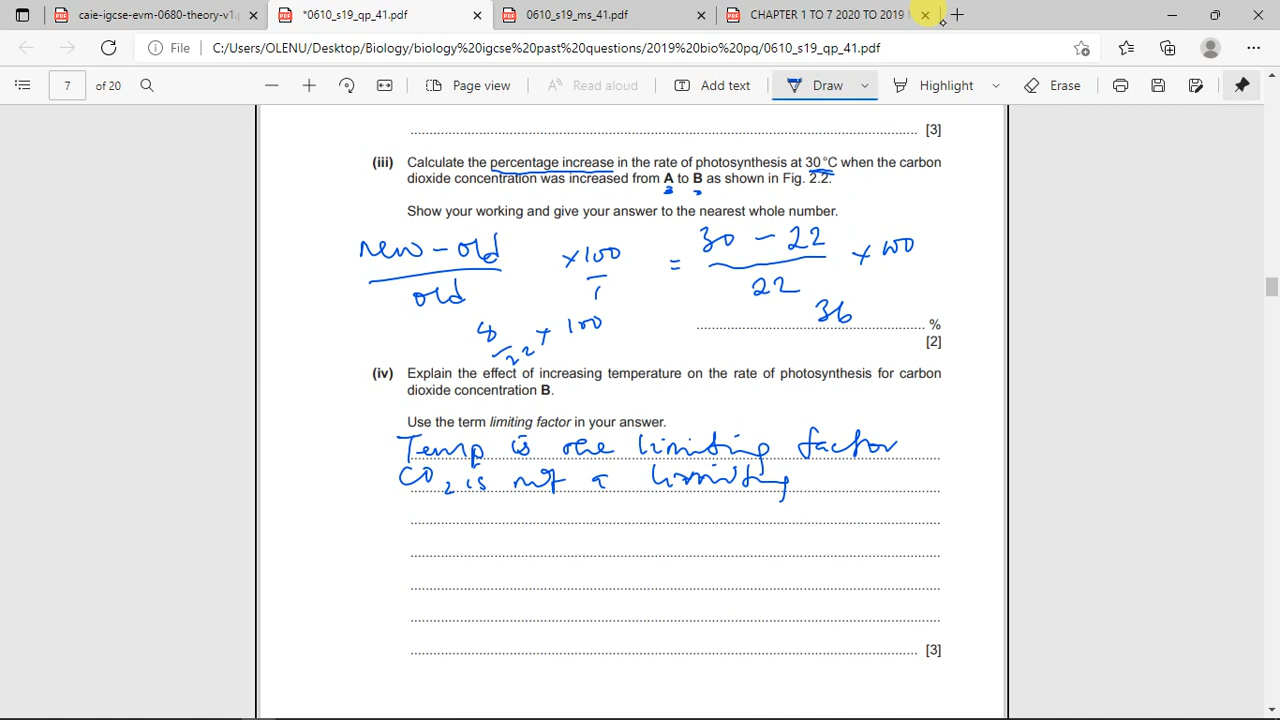 caie-igcse-evm-0680-theory-v1.
*0610_s19_qp_41.pdf
0610_s19_ms_41.pdf
CHAPTER 1 TO 7 2020 TO 2019
File
C:/Users/OLENU/Desktop/Biology/biology%20igcse%20past%20questions/2019%20bio%20pq/0610_s19_qp_41.pdf
7 of 20
Page view
Read aloud
Add text
Draw
Highlight
Erase
[3]
(iii) Calculate the percentage increase in the rate of photosynthesis at 30 °C when the carbon
dioxide concentration was increased from A to B as shown in Fig. 2.2.
Show your working and give your answer to the nearest whole number.
new - old × 100 = 30 - 22 × 100
old 1 22
8 × 100
22
36 %
[2]
(iv) Explain the effect of increasing temperature on the rate of photosynthesis for carbon
dioxide concentration B.
Use the term limiting factor in your answer.
Temp is the limiting factor
CO2 is not a limiting
[3]